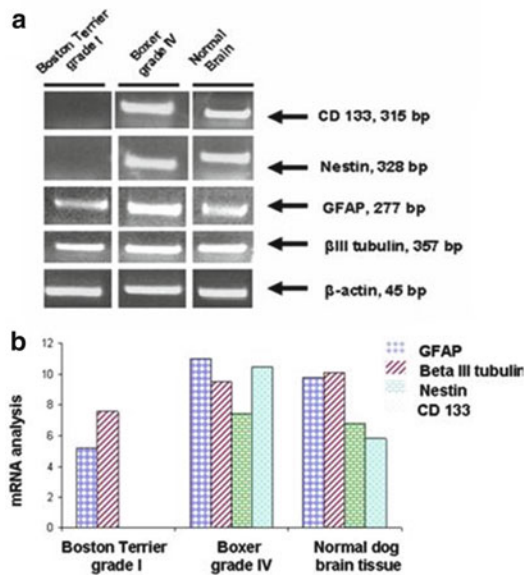 a
Boston Terrier
grade I
Boxer
grade IV
Normal
Brain
CD 133, 315 bp
Nestin, 328 bp
GFAP, 277 bp
βIII tubulin, 357 bp
β-actin, 45 bp
b
GFAP
Beta III tubulin
Nestin
CD 133
mRNA analysis
12
10
8
6
4
2
0
Boston Terrier
grade I
Boxer
grade IV
Normal dog
brain tissue